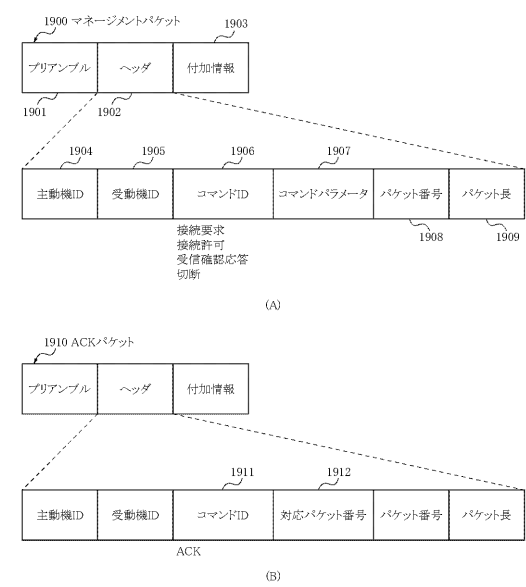 1900 マネージメントパケット
1903
プリアンブル ヘッダ 付加情報
1901 1902
1904 1905 1906 1907
主動機ID 受動機ID コマンドID コマンドパラメータ パケット番号 パケット長
接続要求
接続許可
受信確認応答
切断
1908 1909
(A)
1910 ACKパケット
プリアンブル ヘッダ 付加情報
1911 1912
主動機ID 受動機ID コマンドID 対応パケット番号 パケット番号 パケット長
ACK
(B)